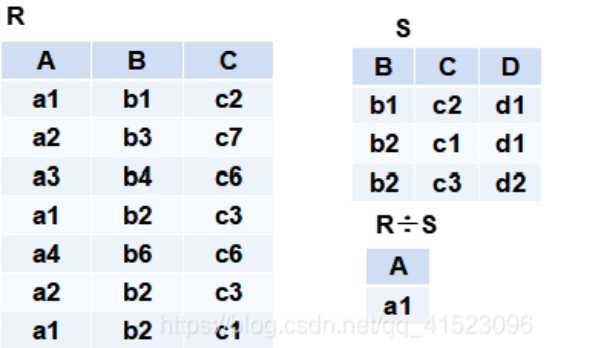 R
A B C
a1 b1 c2
a2 b3 c7
a3 b4 c6
a1 b2 c3
a4 b6 c6
a2 b2 c3
a1 b2 c1
S
B C D
b1 c2 d1
b2 c1 d1
b2 c3 d2
R÷S
A
a1
https://blog.csdn.net/qq_41523096